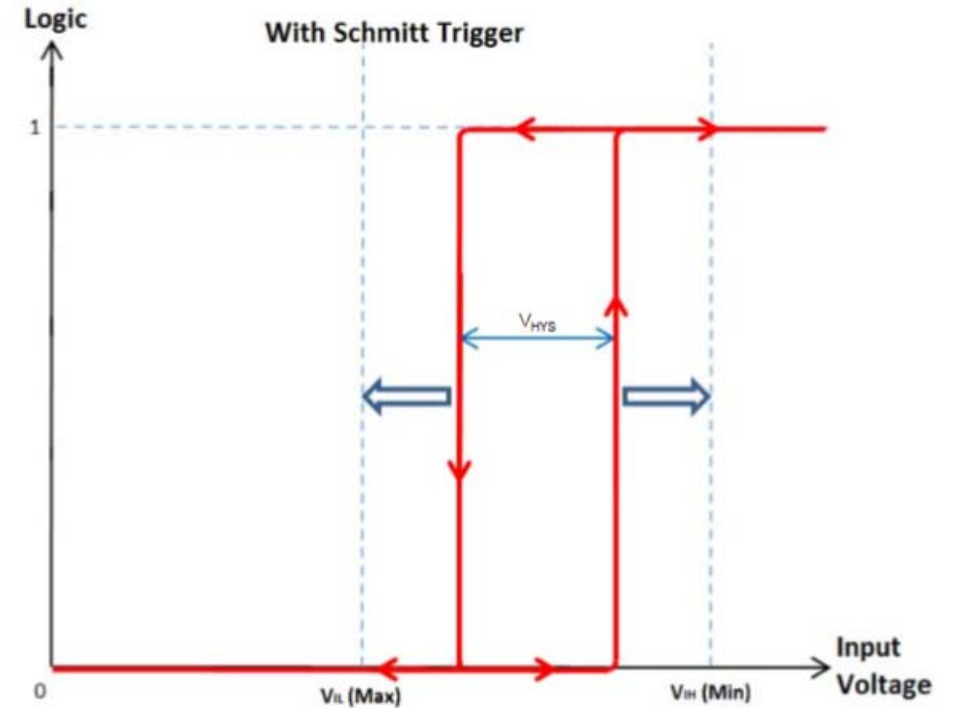 Logic
With Schmitt Trigger
1
VHYS
0
VIL (Max)
VIH (Min)
Input
Voltage